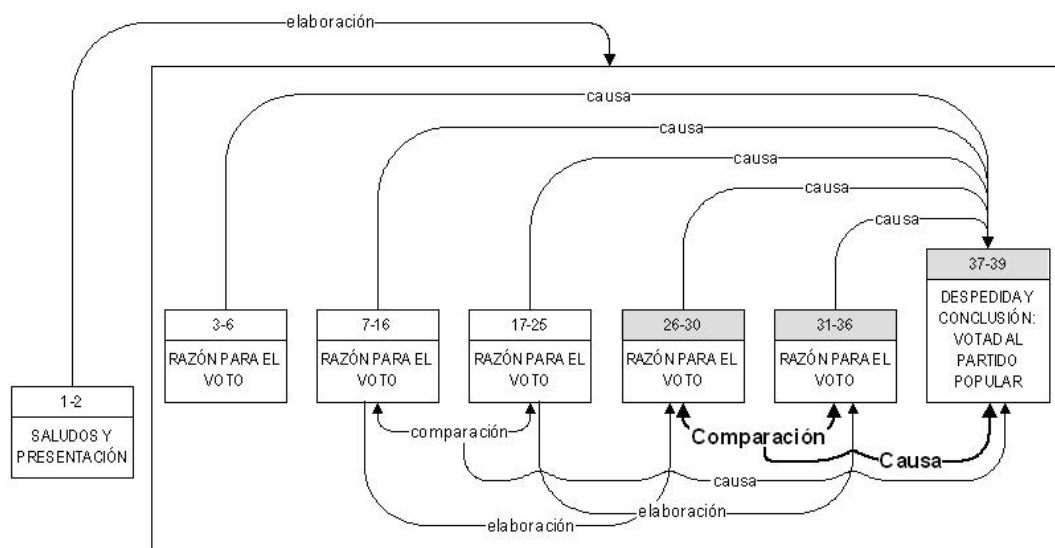 elaboración
causa
causa
causa
causa
causa
37-39
DESPEDIDA Y
CONCLUSIÓN:
VOTAD AL
PARTIDO
POPULAR
3-6
RAZÓN PARA EL
VOTO
7-16
RAZÓN PARA EL
VOTO
17-25
RAZÓN PARA EL
VOTO
26-30
RAZÓN PARA EL
VOTO
31-36
RAZÓN PARA EL
VOTO
1-2
SALUDOS Y
PRESENTACIÓN
comparación
Comparación
Causa
causa
elaboración
elaboración